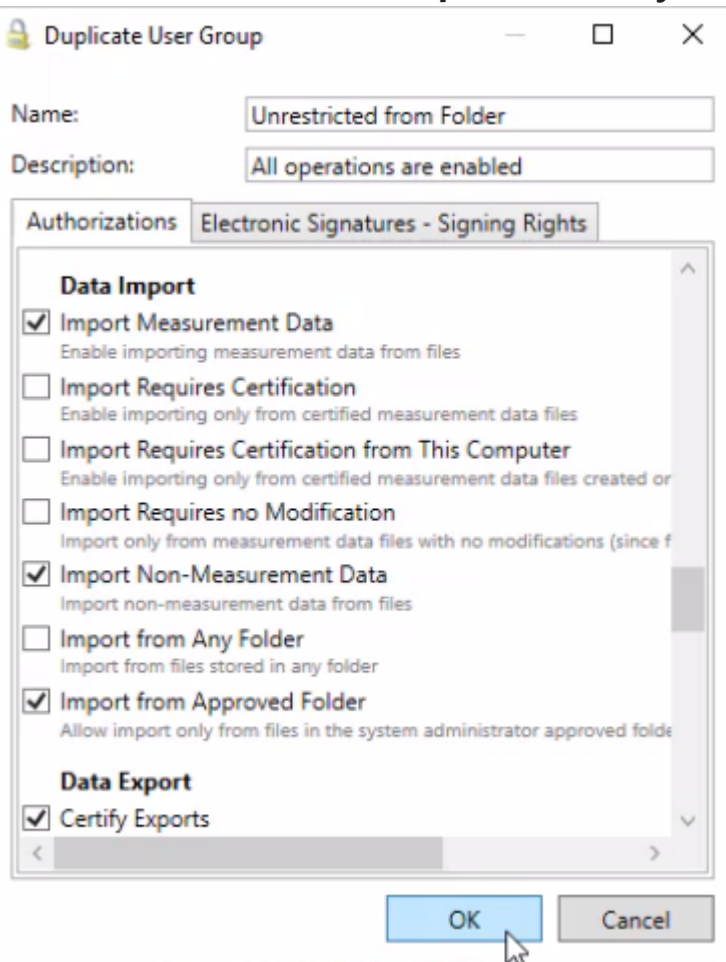 Duplicate User Group
Name: Unrestricted from Folder
Description: All operations are enabled
Authorizations Electronic Signatures - Signing Rights
Data Import
Import Measurement Data
Enable importing measurement data from files
Import Requires Certification
Enable importing only from certified measurement data files
Import Requires Certification from This Computer
Enable importing only from certified measurement data files created or
Import Requires no Modification
Import only from measurement data files with no modifications (since f
Import Non-Measurement Data
Import non-measurement data from files
Import from Any Folder
Import from files stored in any folder
Import from Approved Folder
Allow import only from files in the system administrator approved folde
Data Export
Certify Exports
OK Cancel